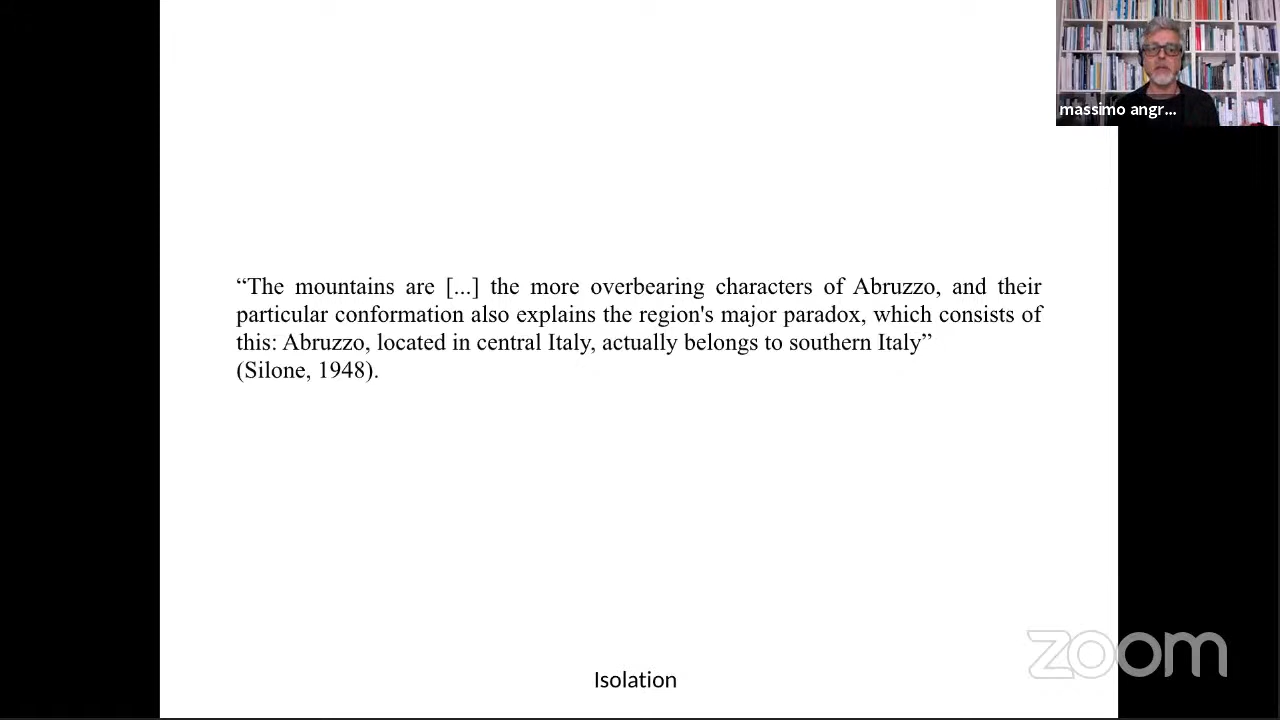 massimo angr...
“The mountains are [...] the more overbearing characters of Abruzzo, and their
particular conformation also explains the region's major paradox, which consists of
this: Abruzzo, located in central Italy, actually belongs to southern Italy”
(Silone, 1948).
zoom
Isolation